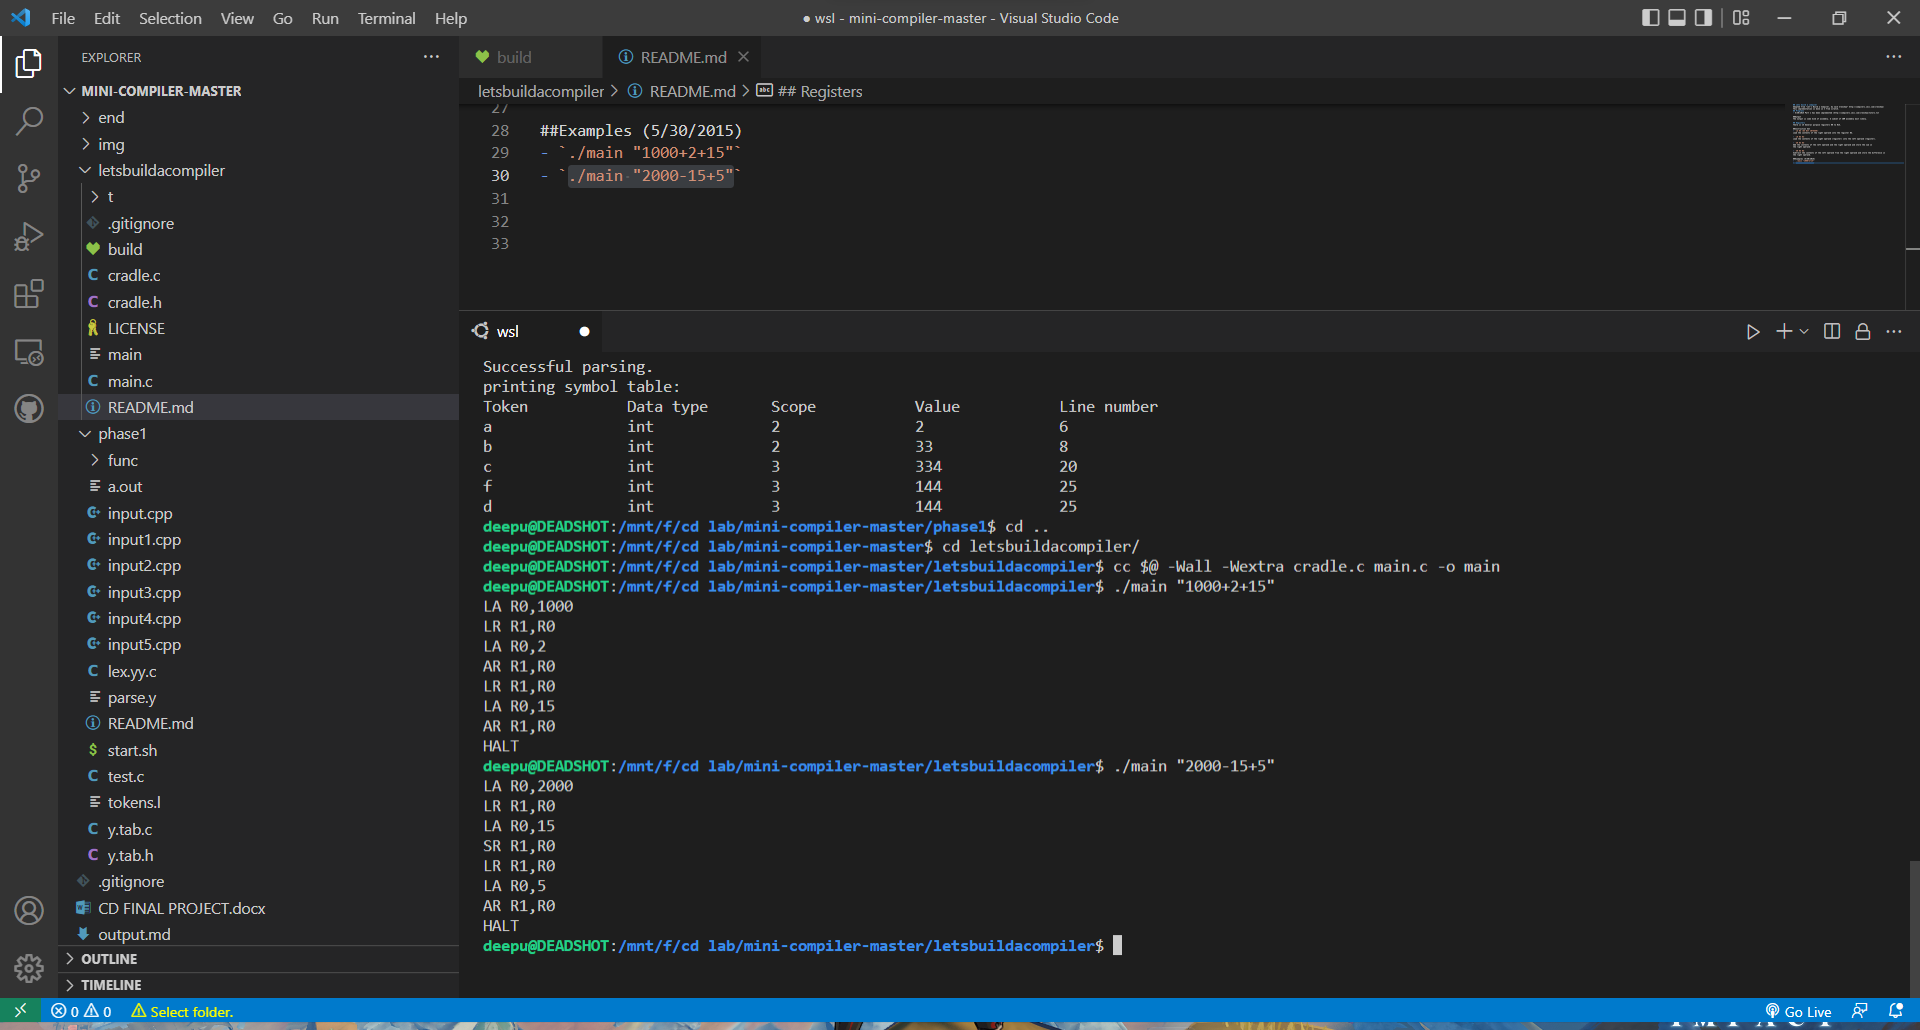 File Edit Selection View Go Run Terminal Help
● wsl - mini-compiler-master - Visual Studio Code
EXPLORER
MINI-COMPILER-MASTER
end
img
letsbuildacompiler
t
.gitignore
build
cradle.c
cradle.h
LICENSE
main
main.c
README.md
phase1
func
a.out
input.cpp
input1.cpp
input2.cpp
input3.cpp
input4.cpp
input5.cpp
lex.yy.c
parse.y
README.md
start.sh
test.c
tokens.l
y.tab.c
y.tab.h
.gitignore
CD FINAL PROJECT.docx
output.md
OUTLINE
TIMELINE
build README.md
letsbuildacompiler > README.md > ## Registers
27
28 ##Examples (5/30/2015)
29 - `./main "1000+2+15"`
30 - `./main "2000-15+5"`
31
32
33
wsl
Successful parsing.
printing symbol table:
Token Data type Scope Value Line number
a int 2 2 6
b int 2 33 8
c int 3 334 20
f int 3 144 25
d int 3 144 25
deepu@DEADSHOT:/mnt/f/cd lab/mini-compiler-master/phase1$ cd ..
deepu@DEADSHOT:/mnt/f/cd lab/mini-compiler-master$ cd letsbuildacompiler/
deepu@DEADSHOT:/mnt/f/cd lab/mini-compiler-master/letsbuildacompiler$ cc $@ -Wall -Wextra cradle.c main.c -o main
deepu@DEADSHOT:/mnt/f/cd lab/mini-compiler-master/letsbuildacompiler$ ./main "1000+2+15"
LA R0,1000
LR R1,R0
LA R0,2
AR R1,R0
LR R1,R0
LA R0,15
AR R1,R0
HALT
deepu@DEADSHOT:/mnt/f/cd lab/mini-compiler-master/letsbuildacompiler$ ./main "2000-15+5"
LA R0,2000
LR R1,R0
LA R0,15
SR R1,R0
LR R1,R0
LA R0,5
AR R1,R0
HALT
deepu@DEADSHOT:/mnt/f/cd lab/mini-compiler-master/letsbuildacompiler$
0 0 Select folder.
Go Live